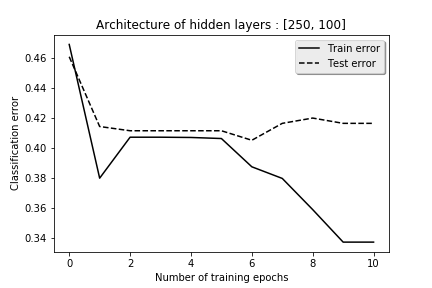 Architecture of hidden layers : [250, 100]
Train error
Test error
Classification error
0.46
0.44
0.42
0.40
0.38
0.36
0.34
0 2 4 6 8 10
Number of training epochs